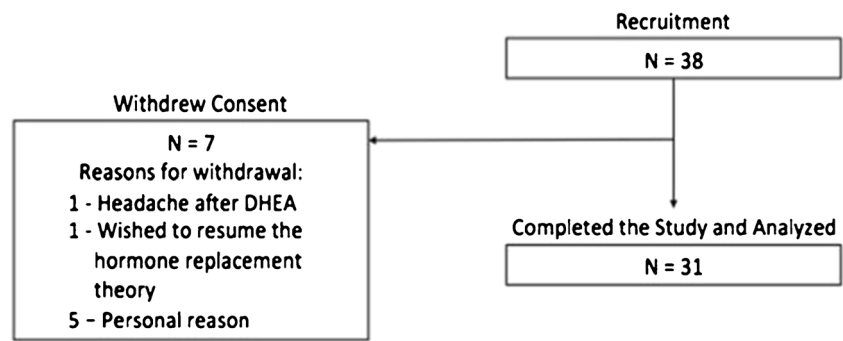 Recruitment
N = 38
Withdrew Consent
N = 7
Reasons for withdrawal:
1 - Headache after DHEA
1 - Wished to resume the
hormone replacement
theory
5 – Personal reason
Completed the Study and Analyzed
N = 31